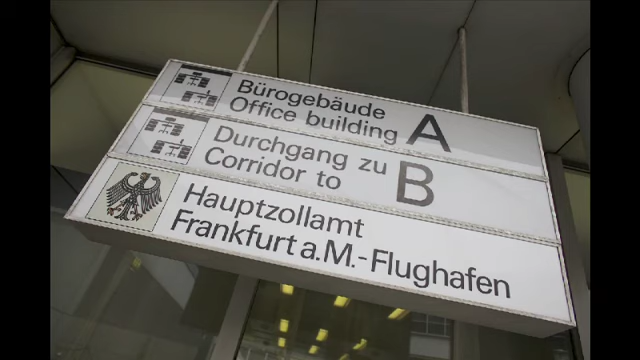 Bürogebäude
Office building A
Durchgang zu
Corridor to B
Hauptzollamt
Frankfurt a.M.-Flughafen